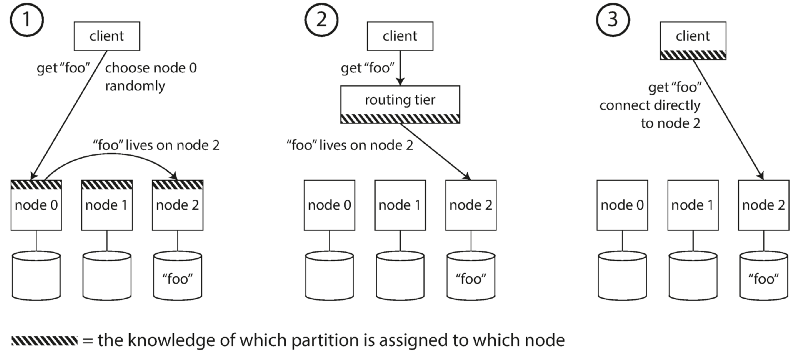 1
client
get “foo”
choose node 0
randomly
“foo” lives on node 2
node 0
node 1
node 2
“foo”
2
client
get “foo”
routing tier
“foo” lives on node 2
node 0
node 1
node 2
“foo”
3
client
get “foo”
connect directly
to node 2
node 0
node 1
node 2
“foo”
= the knowledge of which partition is assigned to which node